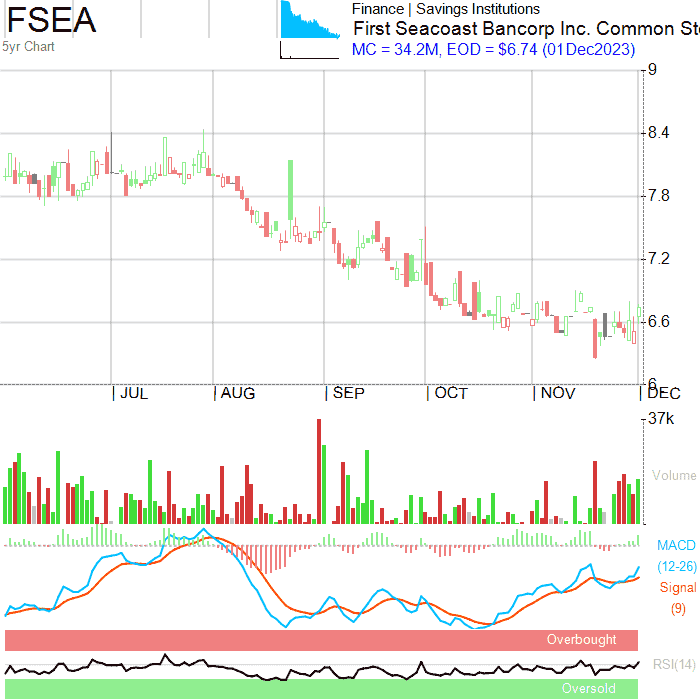 FSEA
5yr Chart
Finance | Savings Institutions
First Seacoast Bancorp Inc. Common St
MC = 34.2M, EOD = $6.74 (01Dec2023)
9
8.4
7.8
7.2
6.6
6
| JUL | AUG | SEP | OCT | NOV | DEC
37k
Volume
MACD
(12-26)
Signal
(9)
Overbought
RSI(14)
Oversold